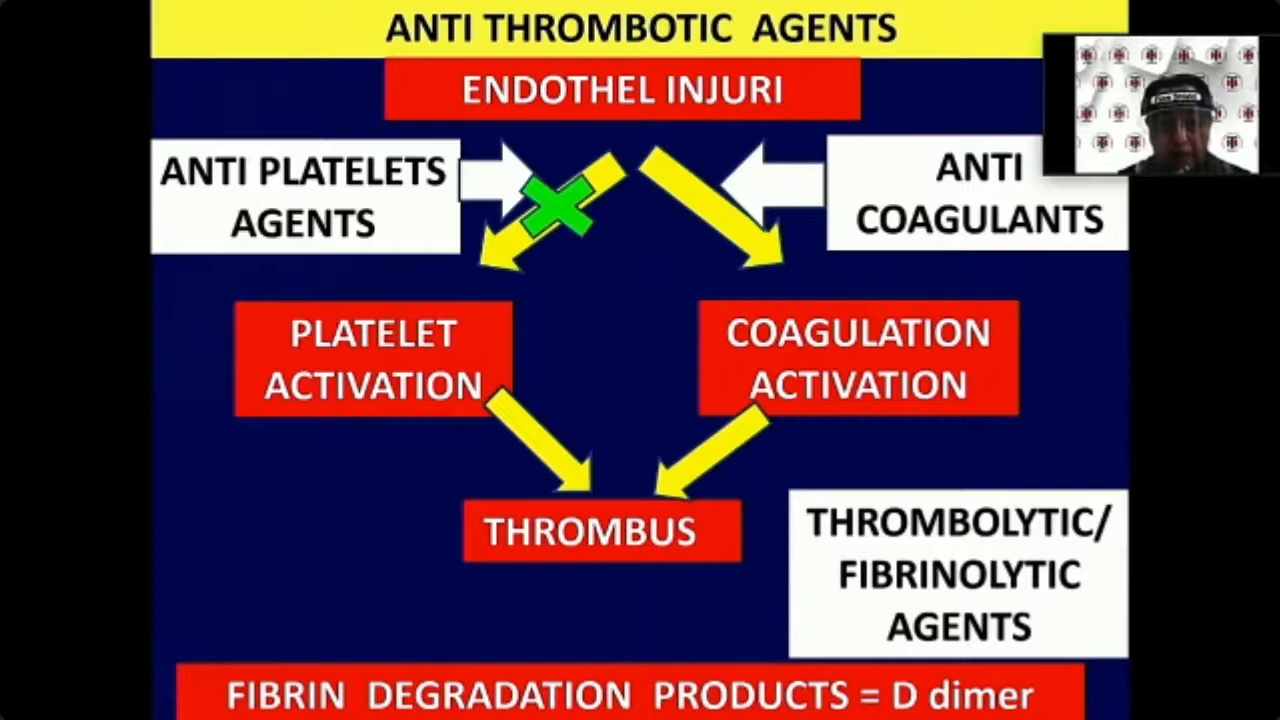 ANTI THROMBOTIC AGENTS
ENDOTHEL INJURI
ANTI PLATELETS
AGENTS
ANTI
COAGULANTS
PLATELET
ACTIVATION
COAGULATION
ACTIVATION
THROMBUS
THROMBOLYTIC/
FIBRINOLYTIC
AGENTS
FIBRIN DEGRADATION PRODUCTS = D dimer